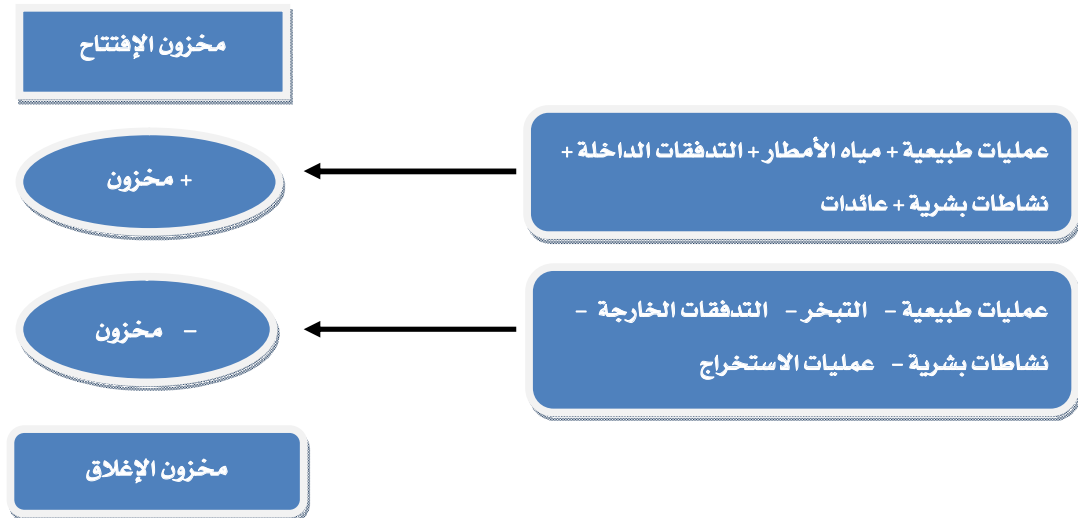 مخزون الإفتتاح
عمليات طبيعية + مياه الأمطار + التدفقات الداخلة +
نشاطات بشرية + عائدات
+ مخزون
عمليات طبيعية – التبخر – التدفقات الخارجة –
نشاطات بشرية – عمليات الاستخراج
– مخزون
مخزون الإغلاق